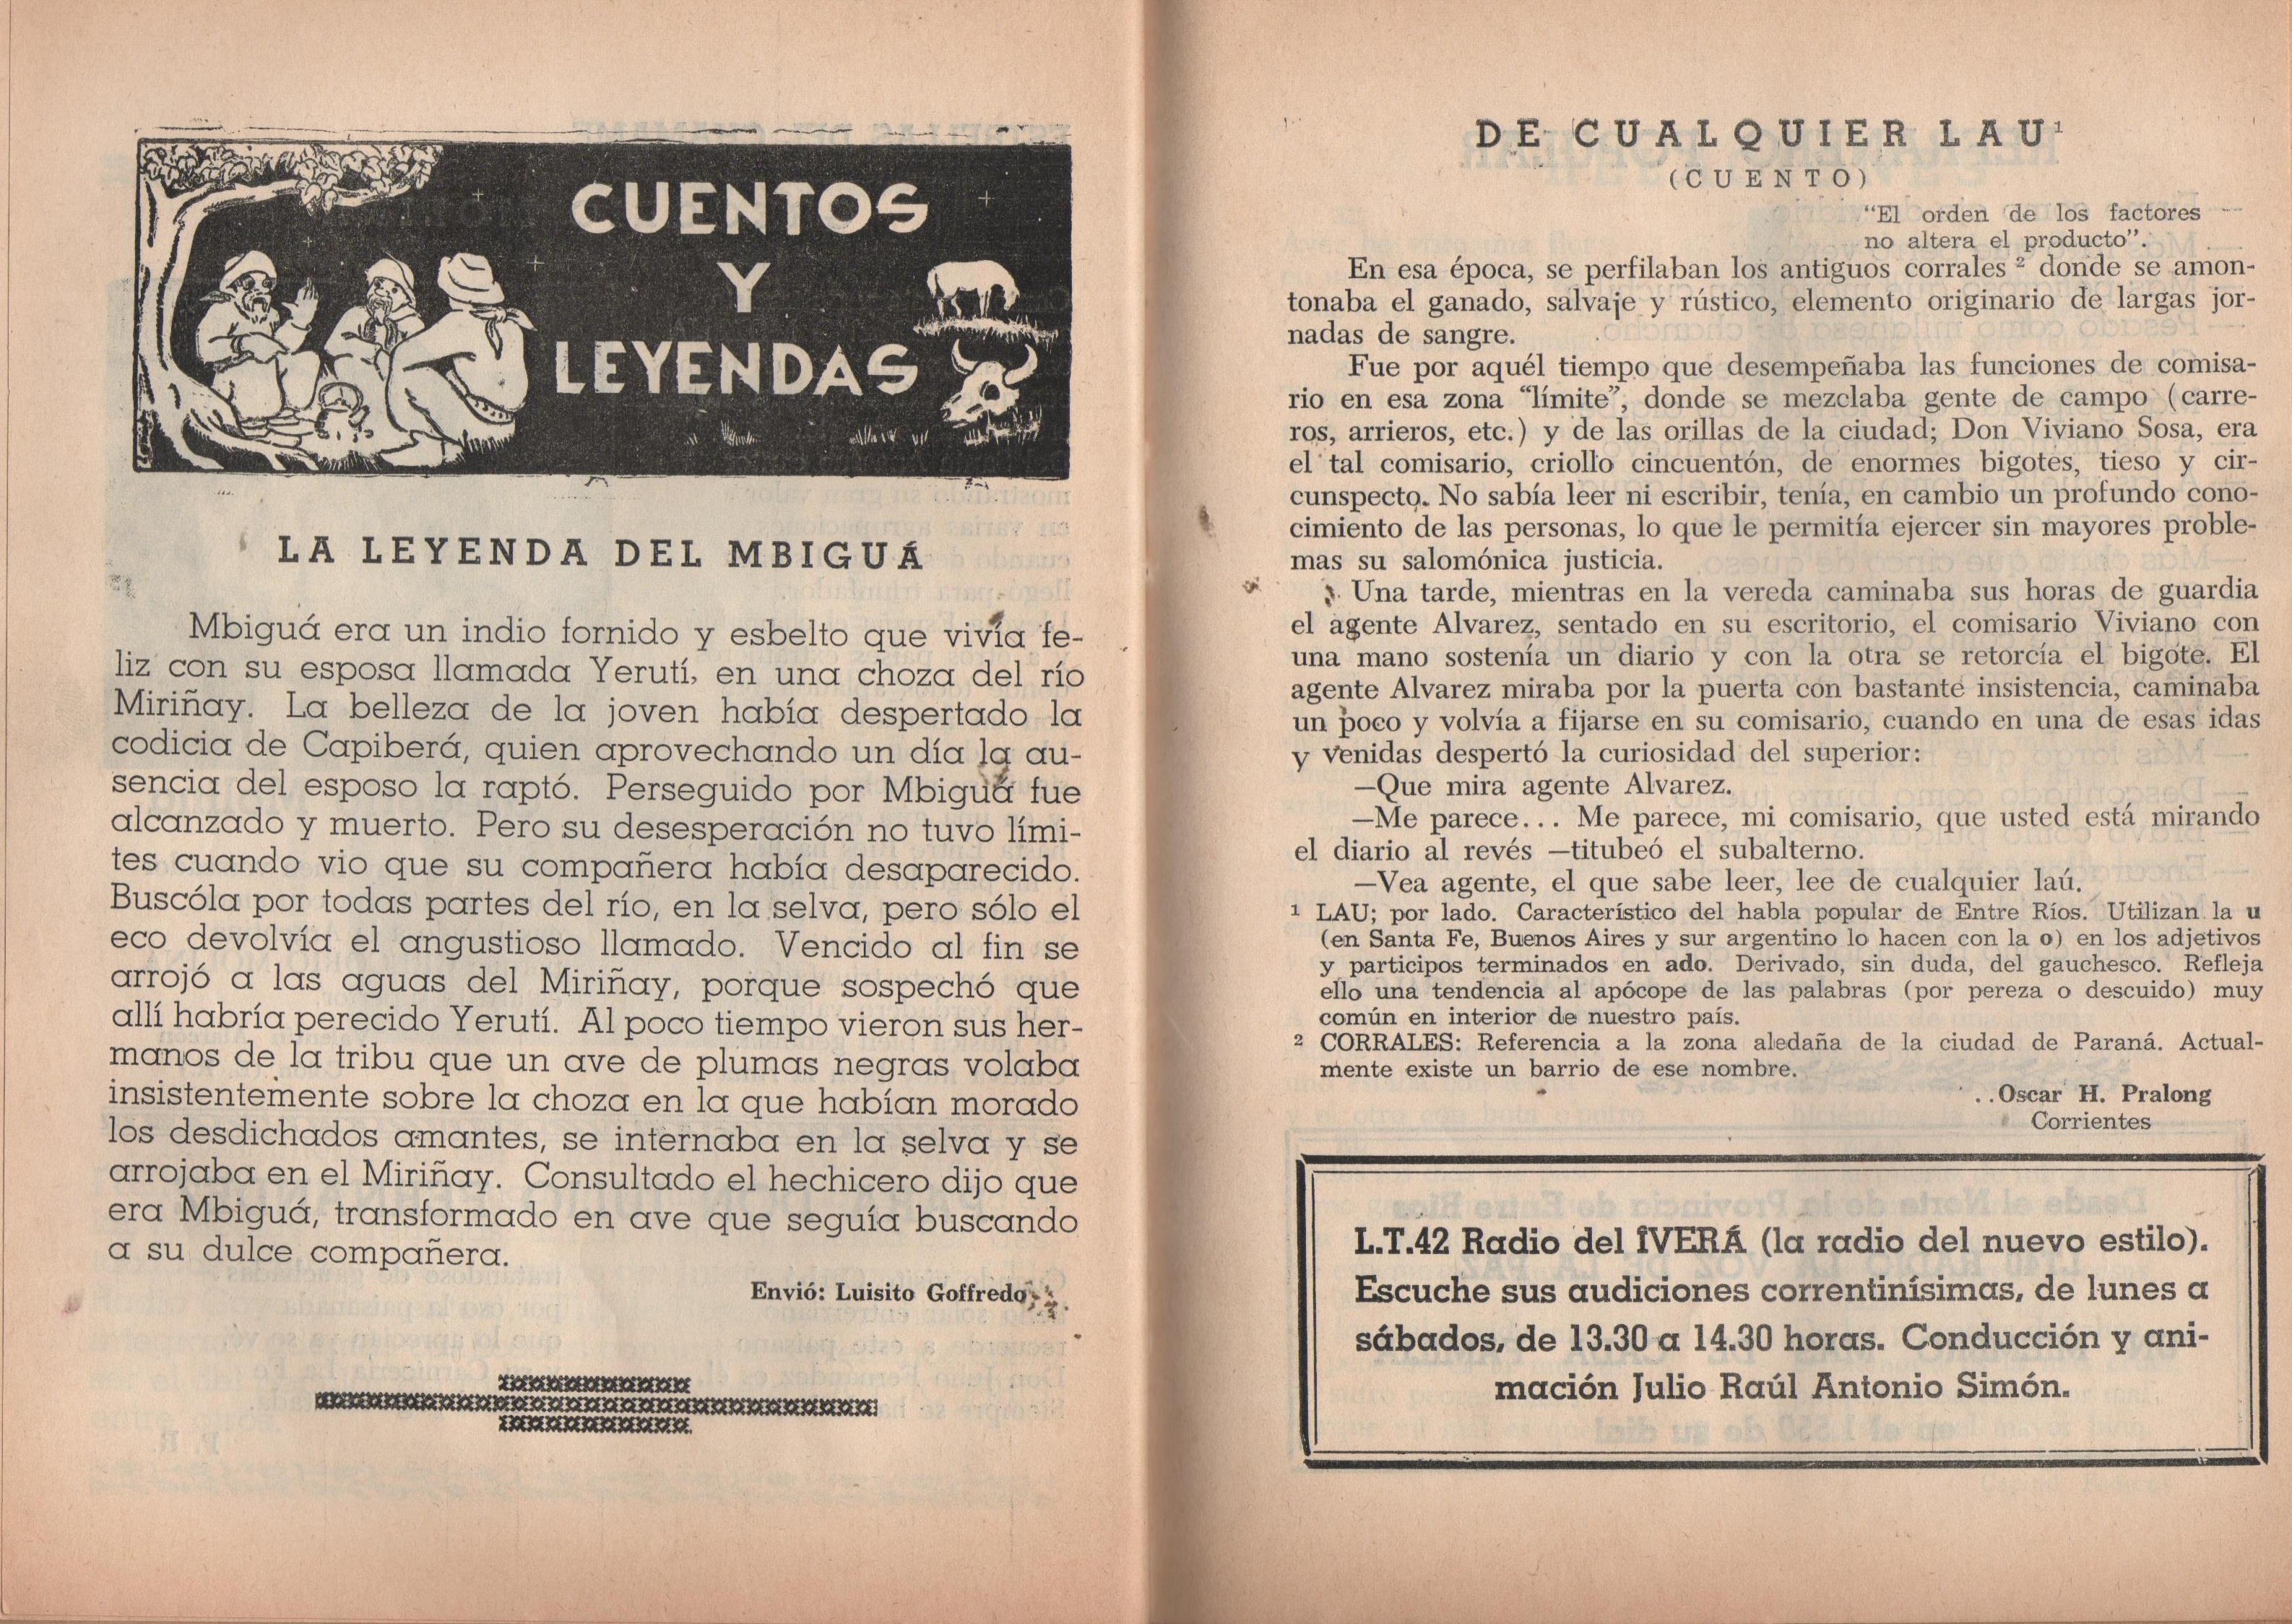 CUENTOS
Y
LEYENDAS
LA LEYENDA DEL MBIGUÁ
Mbiguá era un indio fornido y esbelto que vivía fe-
liz con su esposa llamada Yerutí, en una choza del río
Miriñay. La belleza de la joven había despertado la
codicia de Capiberá, quien aprovechando un día la au-
sencia del esposo la raptó. Perseguido por Mbiguá fue
alcanzado y muerto. Pero su desesperación no tuvo lími-
tes cuando vio que su compañera había desaparecido.
Buscóla por todas partes del río, en la selva, pero sólo el
eco devolvía el angustioso llamado. Vencido al fin se
arrojó a las aguas del Miriñay, porque sospechó que
allí habría perecido Yerutí. Al poco tiempo vieron sus her-
manos de la tribu que un ave de plumas negras volaba
insistentemente sobre la choza en la que habían morado
los desdichados amantes, se internaba en la selva y se
arrojaba en el Miriñay. Consultado el hechicero dijo que
era Mbiguá, transformado en ave que seguía buscando
a su dulce compañera.
Envió: Luisito Goffredo
DE CUALQUIER LAU¹
(CUENTO)
"El orden de los factores
no altera el producto".
En esa época, se perfilaban los antiguos corrales ² donde se amon-
tonaba el ganado, salvaje y rústico, elemento originario de largas jor-
nadas de sangre.
Fue por aquél tiempo que desempeñaba las funciones de comisa-
rio en esa zona "límite", donde se mezclaba gente de campo (carre-
ros, arrieros, etc.) y de las orillas de la ciudad; Don Viviano Sosa, era
el tal comisario, criollo cincuentón, de enormes bigotes, tieso y cir-
cunspecto. No sabía leer ni escribir, tenía, en cambio un profundo cono-
cimiento de las personas, lo que le permitía ejercer sin mayores proble-
mas su salomónica justicia.
Una tarde, mientras en la vereda caminaba sus horas de guardia
el agente Alvarez, sentado en su escritorio, el comisario Viviano con
una mano sostenía un diario y con la otra se retorcía el bigote. El
agente Alvarez miraba por la puerta con bastante insistencia, caminaba
un poco y volvía a fijarse en su comisario, cuando en una de esas idas
y venidas despertó la curiosidad del superior:
—Que mira agente Alvarez.
—Me parece... Me parece, mi comisario, que usted está mirando
el diario al revés —titubeó el subalterno.
—Vea agente, el que sabe leer, lee de cualquier laú.
¹ LAU; por lado. Característico del habla popular de Entre Ríos. Utilizan la u
(en Santa Fe, Buenos Aires y sur argentino lo hacen con la o) en los adjetivos
y participos terminados en ado. Derivado, sin duda, del gauchesco. Refleja
ello una tendencia al apócope de las palabras (por pereza o descuido) muy
común en interior de nuestro país.
² CORRALES: Referencia a la zona aledaña de la ciudad de Paraná. Actual-
mente existe un barrio de ese nombre.
..Oscar H. Pralong
Corrientes
L.T.42 Radio del ÎVERÁ (la radio del nuevo estilo).
Escuche sus audiciones correntinísimas, de lunes a
sábados, de 13.30 a 14.30 horas. Conducción y ani-
mación Julio Raúl Antonio Simón.